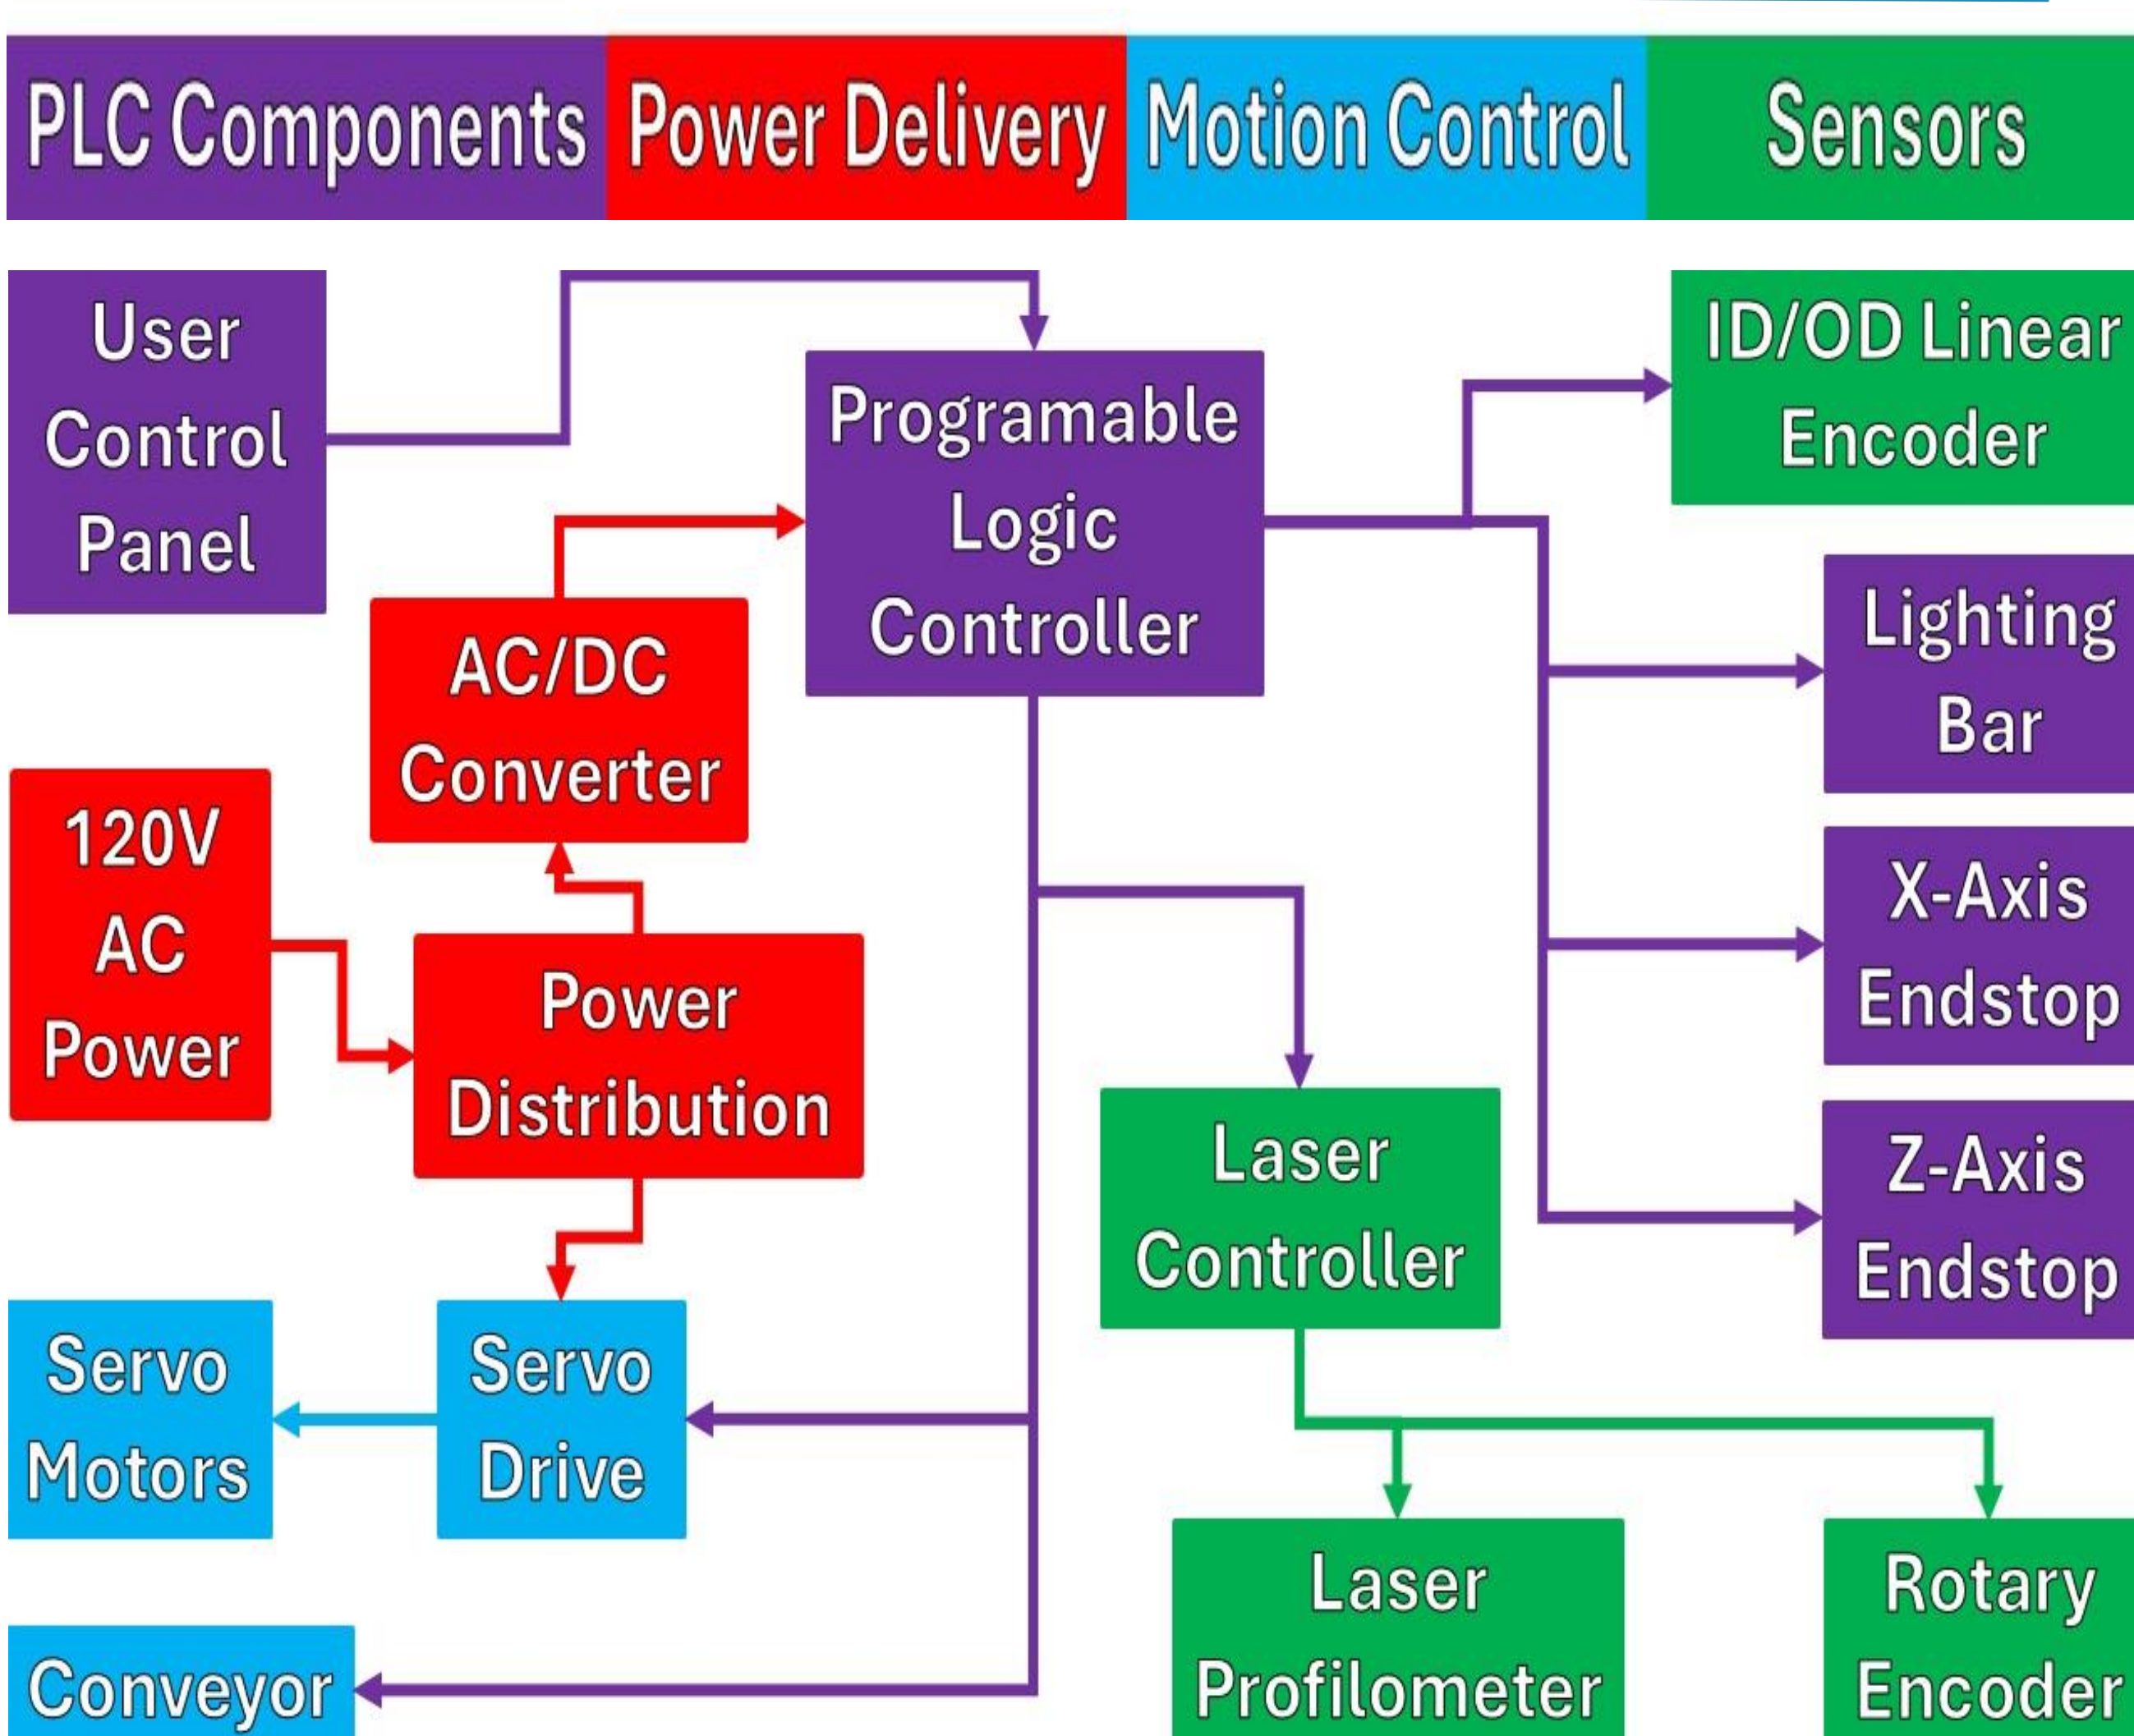 PLC Components
Power Delivery
Motion Control
Sensors
User
Control
Panel
Programable
Logic
Controller
ID/OD Linear
Encoder
AC/DC
Converter
Lighting
Bar
120V
AC
Power
X-Axis
Endstop
Power
Distribution
Laser
Controller
Z-Axis
Endstop
Servo
Motors
Servo
Drive
Laser
Profilometer
Rotary
Encoder
Conveyor